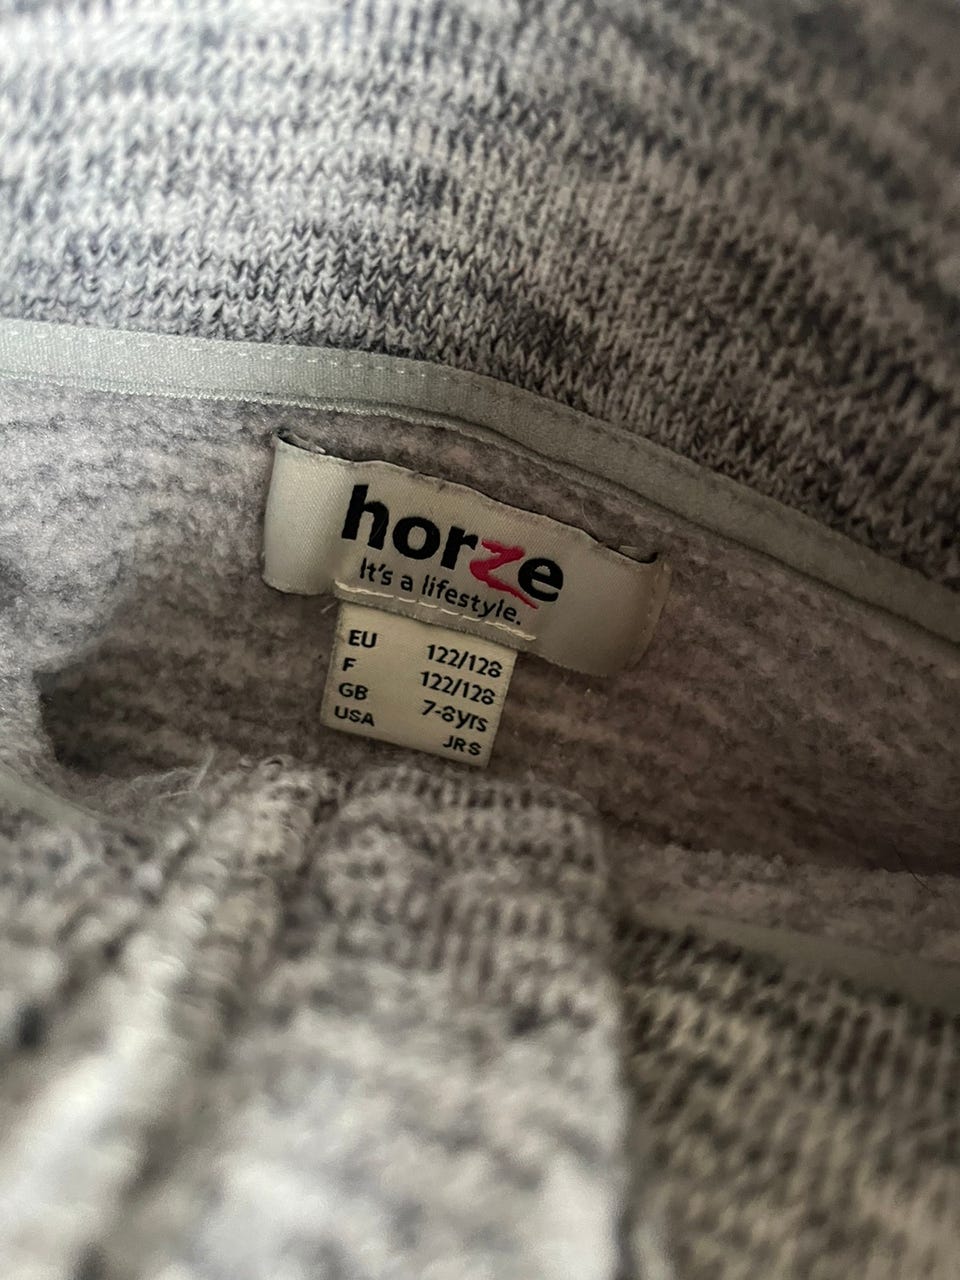 horze
It's a lifestyle.
EU 122/128
F 122/128
GB 7-8yrs
USA JRS